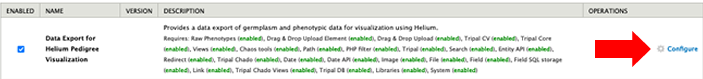 ENABLED NAME VERSION DESCRIPTION OPERATIONS
Provides a data export of germplasm and phenotypic data for visualization using Helium.
Data Export for Requires: Raw Phenotypes (enabled), Drag & Drop Upload Element (enabled), Drag & Drop Upload (enabled), Tripal CV (enabled), Tripal Core
Helium Pedigree (enabled), Views (enabled), Chaos tools (enabled), Path (enabled), PHP filter (enabled), Tripal (enabled), Search (enabled), Entity API (enabled), Configure
Visualization Redirect (enabled), Tripal Chado (enabled), Date (enabled), Date API (enabled), Image (enabled), File (enabled), Field (enabled), Field SQL storage
(enabled), Link (enabled), Tripal Chado Views (enabled), Tripal DB (enabled), Libraries (enabled), System (enabled)